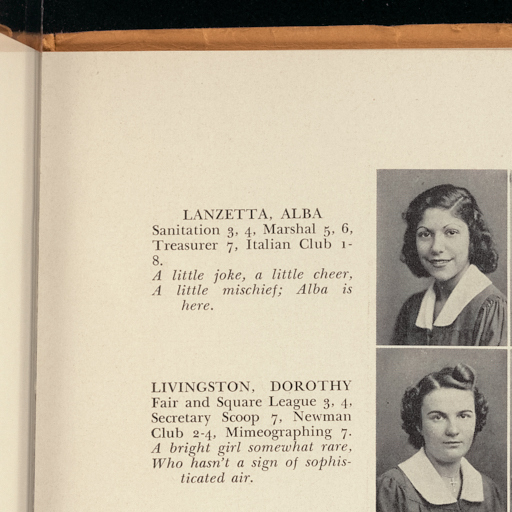 LANZETTA, ALBA
Sanitation 3, 4, Marshal 5, 6,
Treasurer 7, Italian Club 1-
8.
A little joke, a little cheer,
A little mischief; Alba is
here.
LIVINGSTON, DOROTHY
Fair and Square League 3, 4,
Secretary Scoop 7, Newman
Club 2-4, Mimeographing 7.
A bright girl somewhat rare,
Who hasn't a sign of sophis-
ticated air.